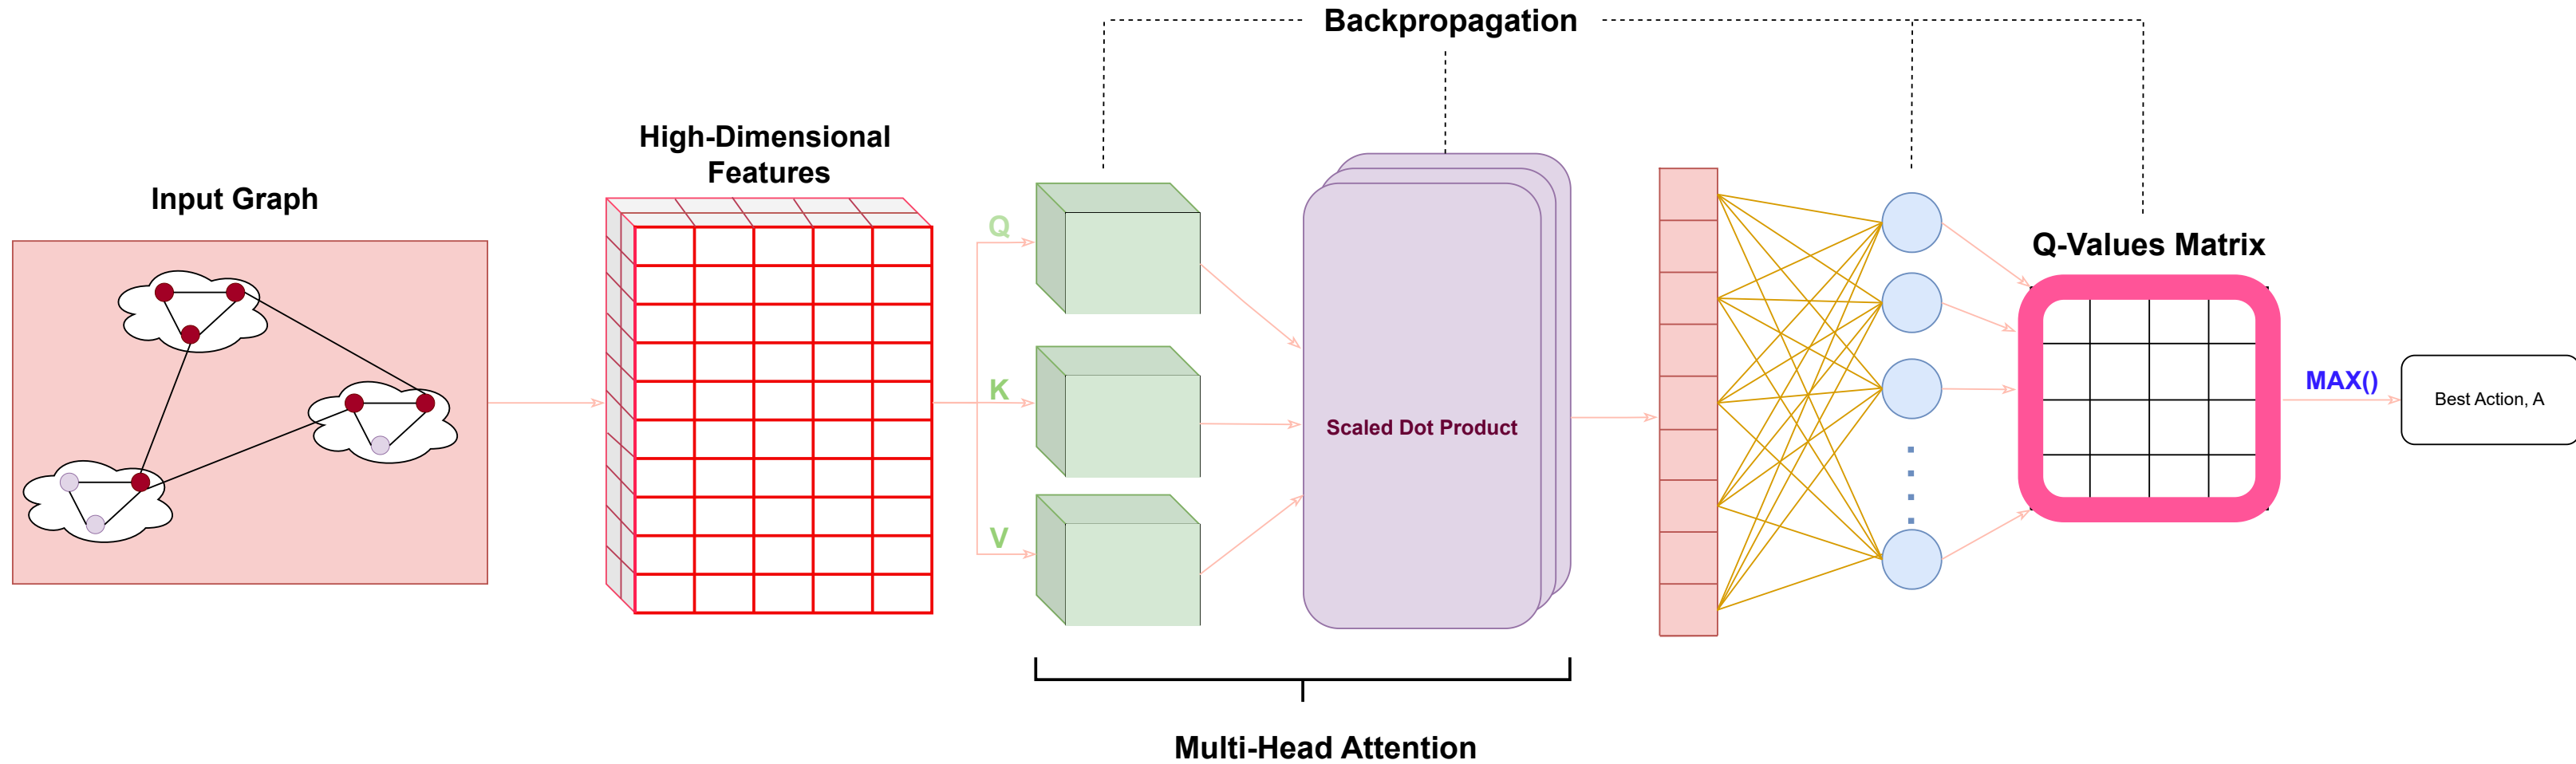 Backpropagation
High-Dimensional
Features
Input Graph
Q
K
V
Scaled Dot Product
Q-Values Matrix
MAX()
Best Action, A
Multi-Head Attention